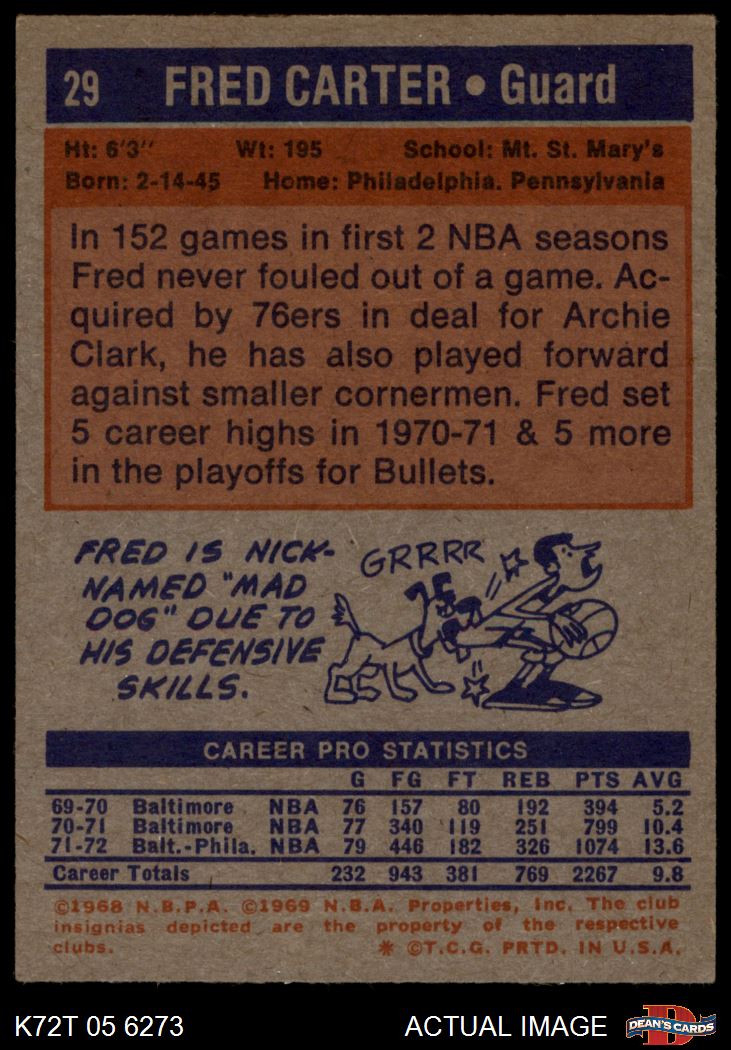 29 FRED CARTER • Guard
Ht: 6'3" Wt: 195 School: Mt. St. Mary's
Born: 2-14-45 Home: Philadelphia, Pennsylvania
In 152 games in first 2 NBA seasons
Fred never fouled out of a game. Ac-
quired by 76ers in deal for Archie
Clark, he has also played forward
against smaller cornermen. Fred set
5 career highs in 1970-71 & 5 more
in the playoffs for Bullets.
FRED IS NICK-
NAMED "MAD
DOG" DUE TO
HIS DEFENSIVE
SKILLS.
GRRRR
CAREER PRO STATISTICS
G FG FT REB PTS AVG
69-70 Baltimore NBA 76 157 80 192 394 5.2
70-71 Baltimore NBA 77 340 119 251 799 10.4
71-72 Balt.-Phila. NBA 79 446 182 326 1074 13.6
Career Totals 232 943 381 769 2267 9.8
©1968 N.B.P.A. ©1969 N.B.A. Properties, Inc. The club
insignias depicted are the property of the respective
clubs. * ©T.C.G. PRTD. IN U.S.A.
K72T 05 6273 ACTUAL IMAGE
D
DEAN'S CARDS